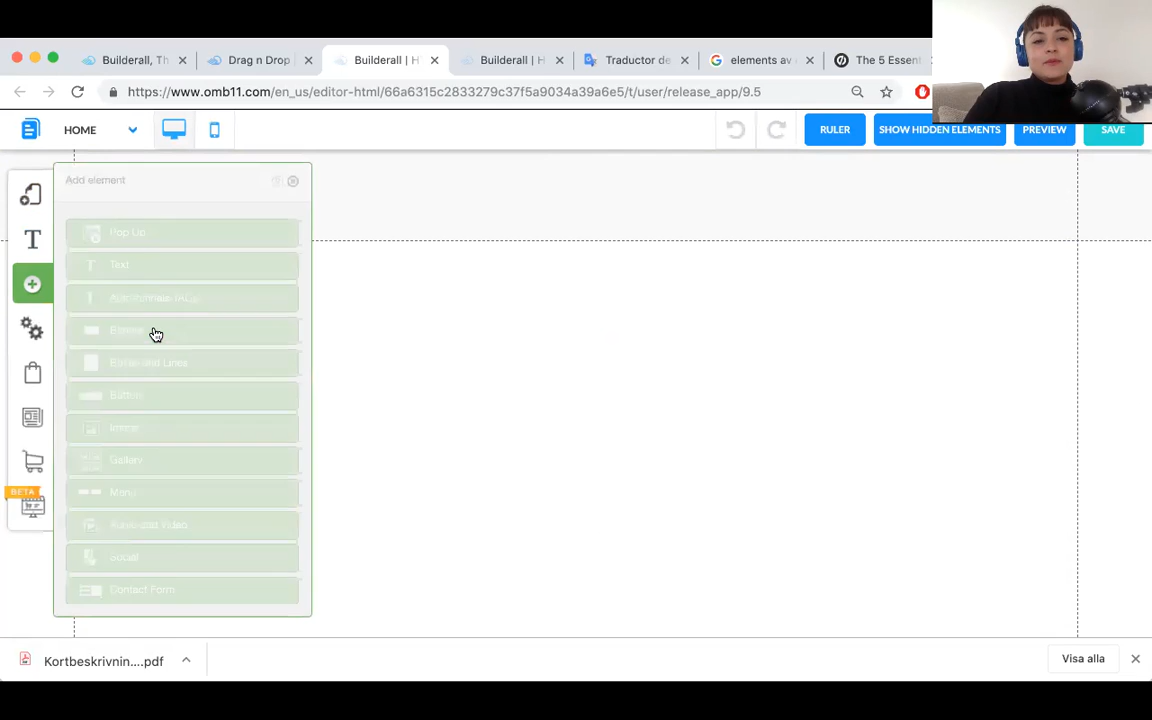 Builderall, Th
Drag n Drop
Builderall | H
Builderall | H
Traductor de
elements av
The 5 Essent
https://www.omb11.com/en_us/editor-html/66a6315c2833279c37f5a9034a39a6e5/t/user/release_app/9.5
HOME
RULER
SHOW HIDDEN ELEMENTS
PREVIEW
SAVE
Add element
Pop Up
Text
Button
Image
Gallery
Menu
Social
Contact Form
BETA
Kortbeskrivnin....pdf
Visa alla